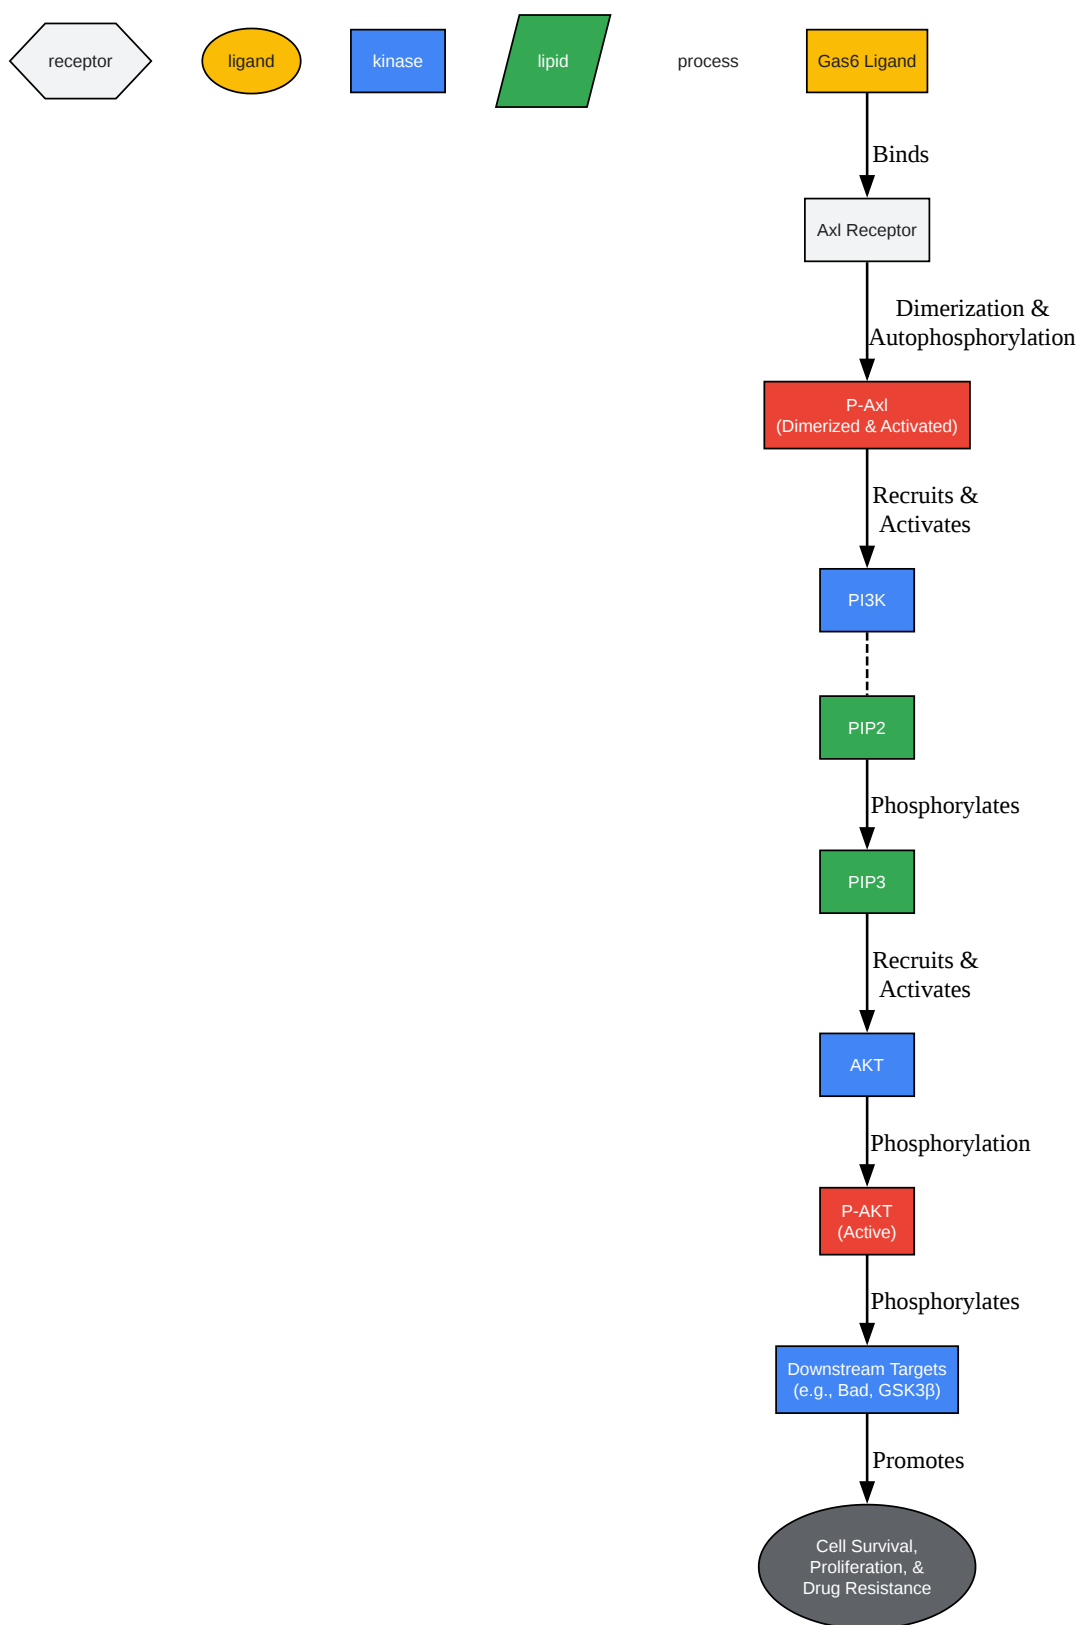 receptor
ligand
kinase
lipid
process
Gas6 Ligand
Binds
Axl Receptor
Dimerization &
Autophosphorylation
P-Axl
(Dimerized & Activated)
Recruits &
Activates
PI3K
PIP2
Phosphorylates
PIP3
Recruits &
Activates
AKT
Phosphorylation
P-AKT
(Active)
Phosphorylates
Downstream Targets
(e.g., Bad, GSK3β)
Promotes
Cell Survival,
Proliferation, &
Drug Resistance